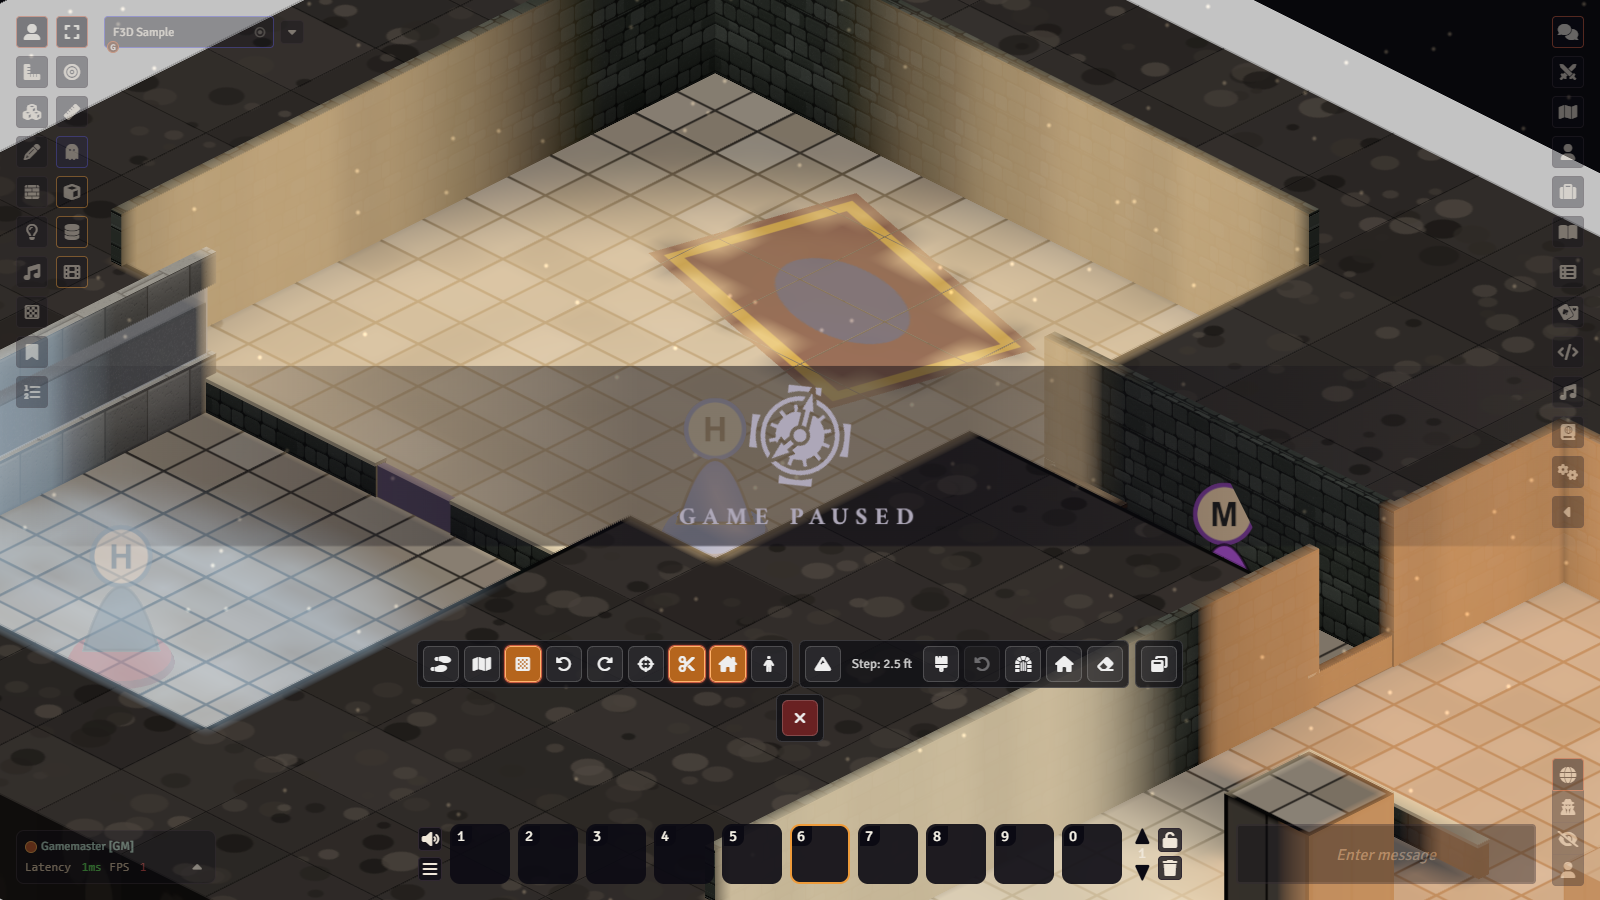 F3D Sample
G
H
GAME PAUSED
M
H
Step: 2.5 ft
1 2 3 4 5 6 7 8 9 0
1
Gamemaster [GM]
Latency 1ms FPS 1
Enter message